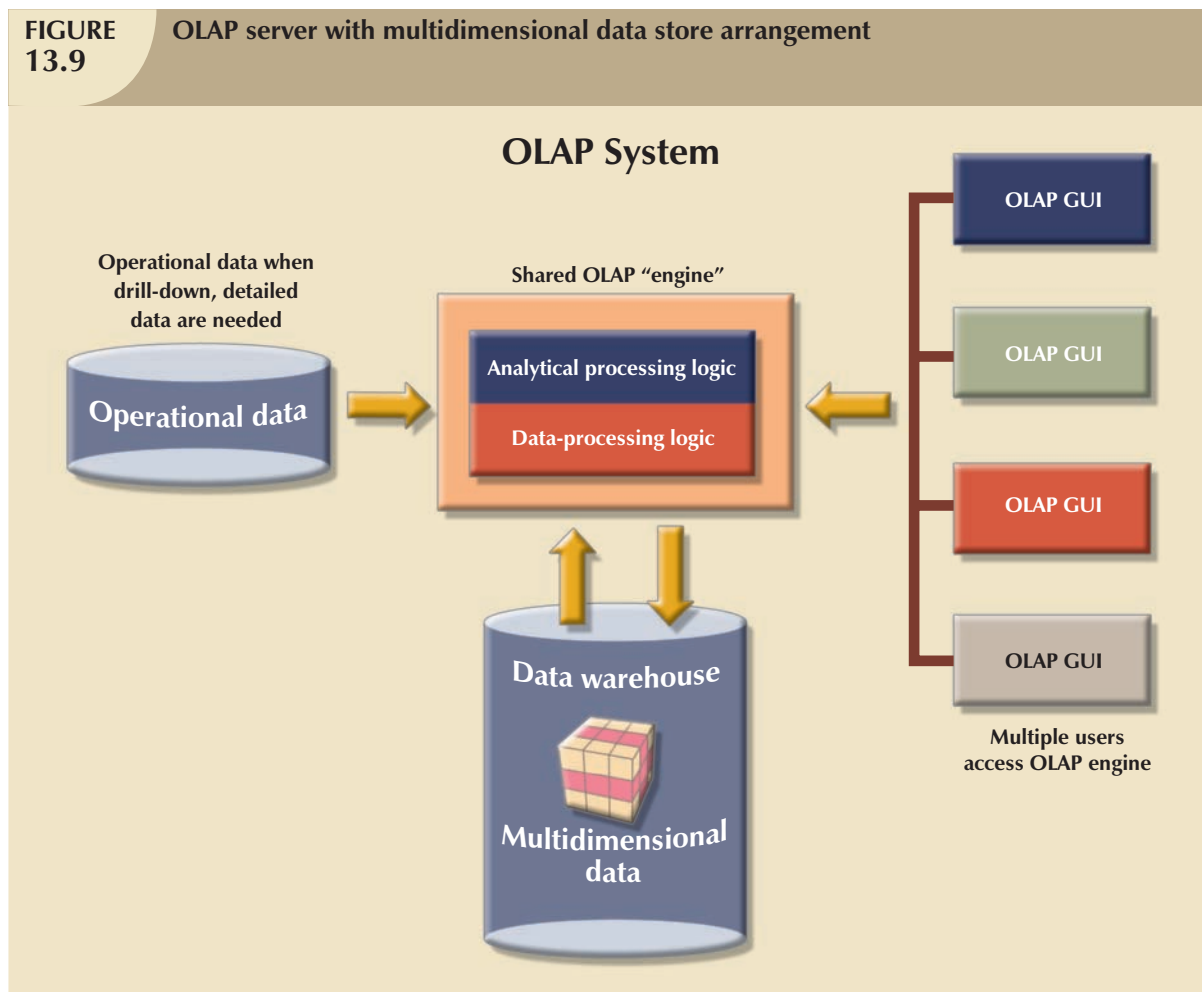 FIGURE
13.9
OLAP server with multidimensional data store arrangement
OLAP System
Operational data when
drill-down, detailed
data are needed
Operational data
Shared OLAP “engine”
Analytical processing logic
Data-processing logic
Data warehouse
Multidimensional
data
OLAP GUI
OLAP GUI
OLAP GUI
OLAP GUI
Multiple users
access OLAP engine